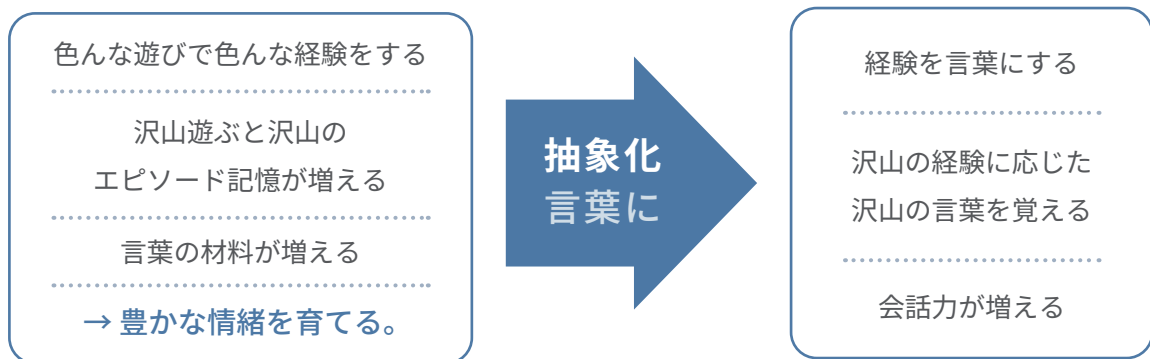 色んな遊びで色んな経験をする
沢山遊ぶと沢山の
エピソード記憶が増える
言葉の材料が増える
→ 豊かな情緒を育てる。
抽象化
言葉に
経験を言葉にする
沢山の経験に応じた
沢山の言葉を覚える
会話力が増える